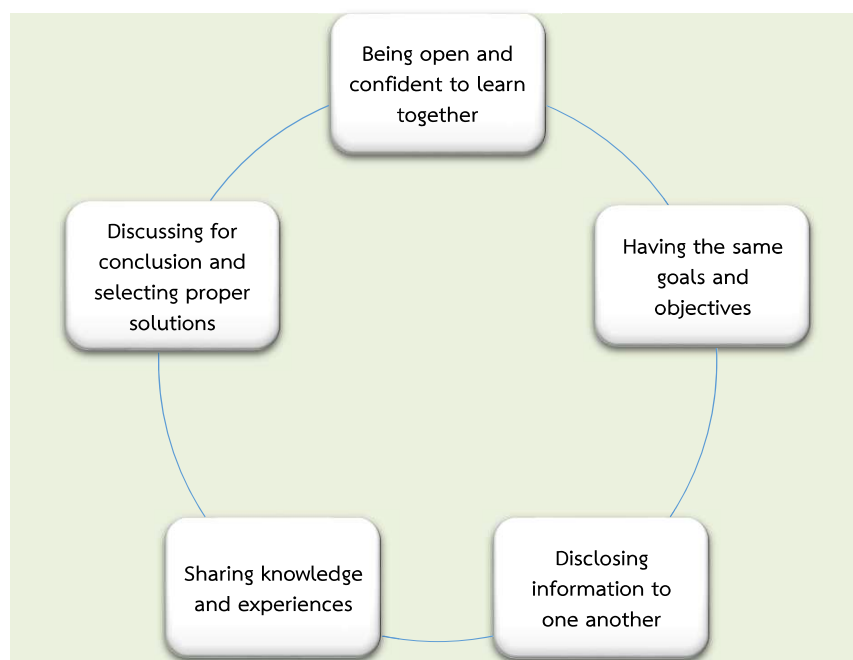 Being open and
confident to learn
together
Having the same
goals and
objectives
Disclosing
information to
one another
Sharing knowledge
and experiences
Discussing for
conclusion and
selecting proper
solutions